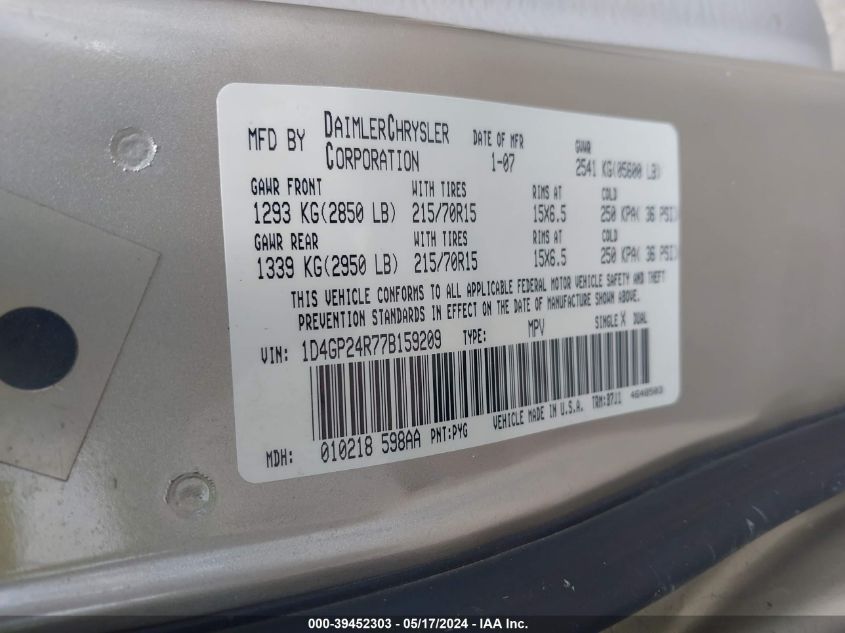 MFD BY DAIMLERCHRYSLER CORPORATION DATE OF MFR 1-07 GVWR 2541 KG(05600 LB)
GAWR FRONT WITH TIRES RIMS AT COLD
1293 KG(2850 LB) 215/70R15 15X6.5 250 KPA( 36 PSI)
GAWR REAR WITH TIRES RIMS AT COLD
1339 KG(2950 LB) 215/70R15 15X6.5 250 KPA( 36 PSI)
THIS VEHICLE CONFORMS TO ALL APPLICABLE FEDERAL MOTOR VEHICLE SAFETY AND THEFT
PREVENTION STANDARDS IN EFFECT ON THE DATE OF MANUFACTURE SHOWN ABOVE.
VIN: 1D4GP24R77B159209 TYPE: MPV SINGLE X DUAL
MDH: 010218 598AA PNT:PYG VEHICLE MADE IN U.S.A.
000-39452303 - 05/17/2024 - IAA Inc.